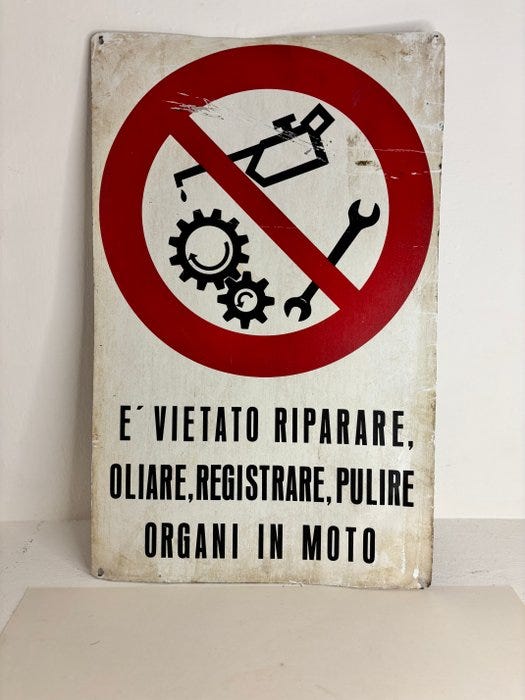 E´ VIETATO RIPARARE,
OLIARE, REGISTRARE, PULIRE
ORGANI IN MOTO